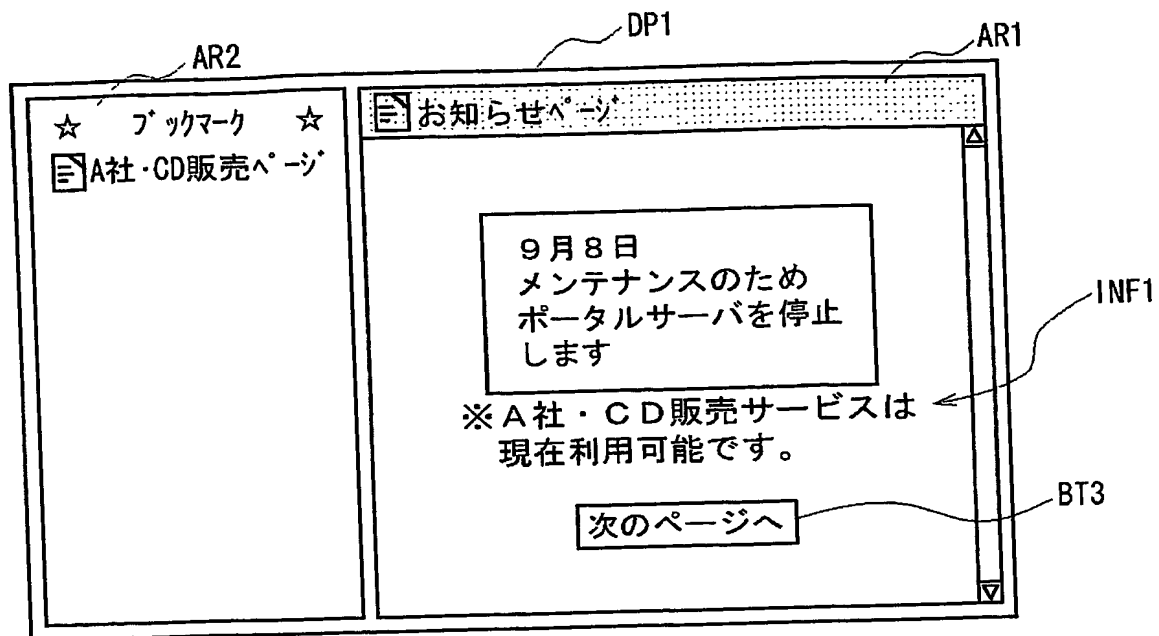 DP1
AR2
AR1
☆ ブックマーク ☆
A社・CD販売ページ
お知らせページ
9月8日
メンテナンスのため
ポータルサーバを停止
します
INF1
※A社・CD販売サービスは
現在利用可能です。
BT3
次のページへ